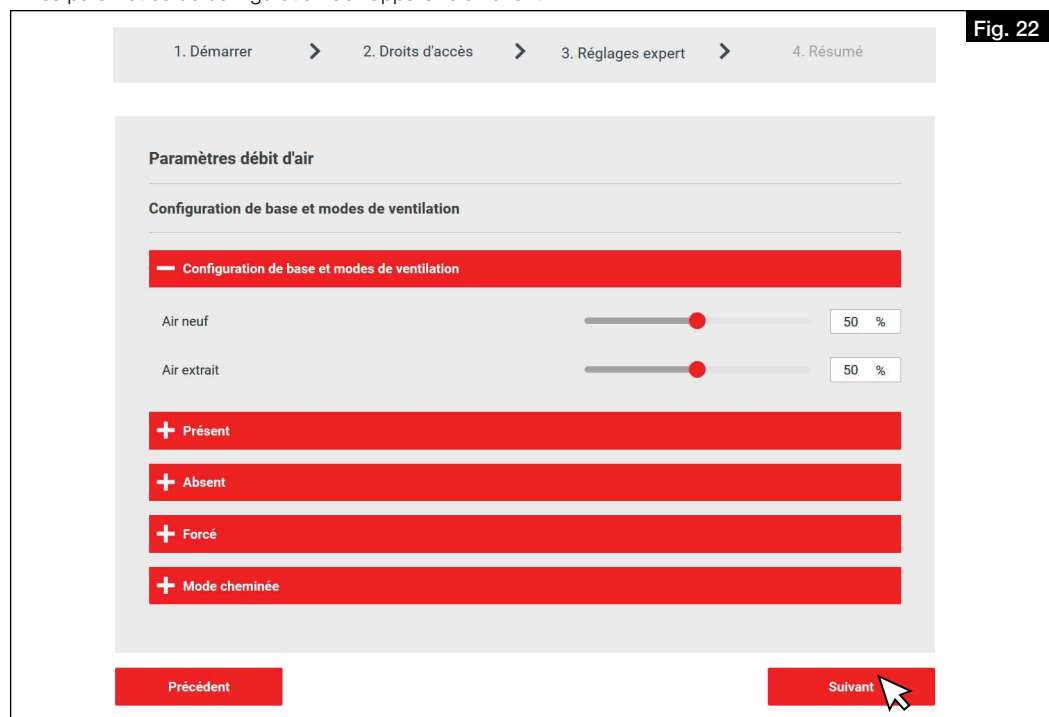 Fig. 22
1. Démarrer 2. Droits d'accès 3. Réglages expert 4. Résumé
Paramètres débit d'air
Configuration de base et modes de ventilation
Configuration de base et modes de ventilation
Air neuf 50 %
Air extrait 50 %
Présent
Absent
Forcé
Mode cheminée
Précédent Suivant